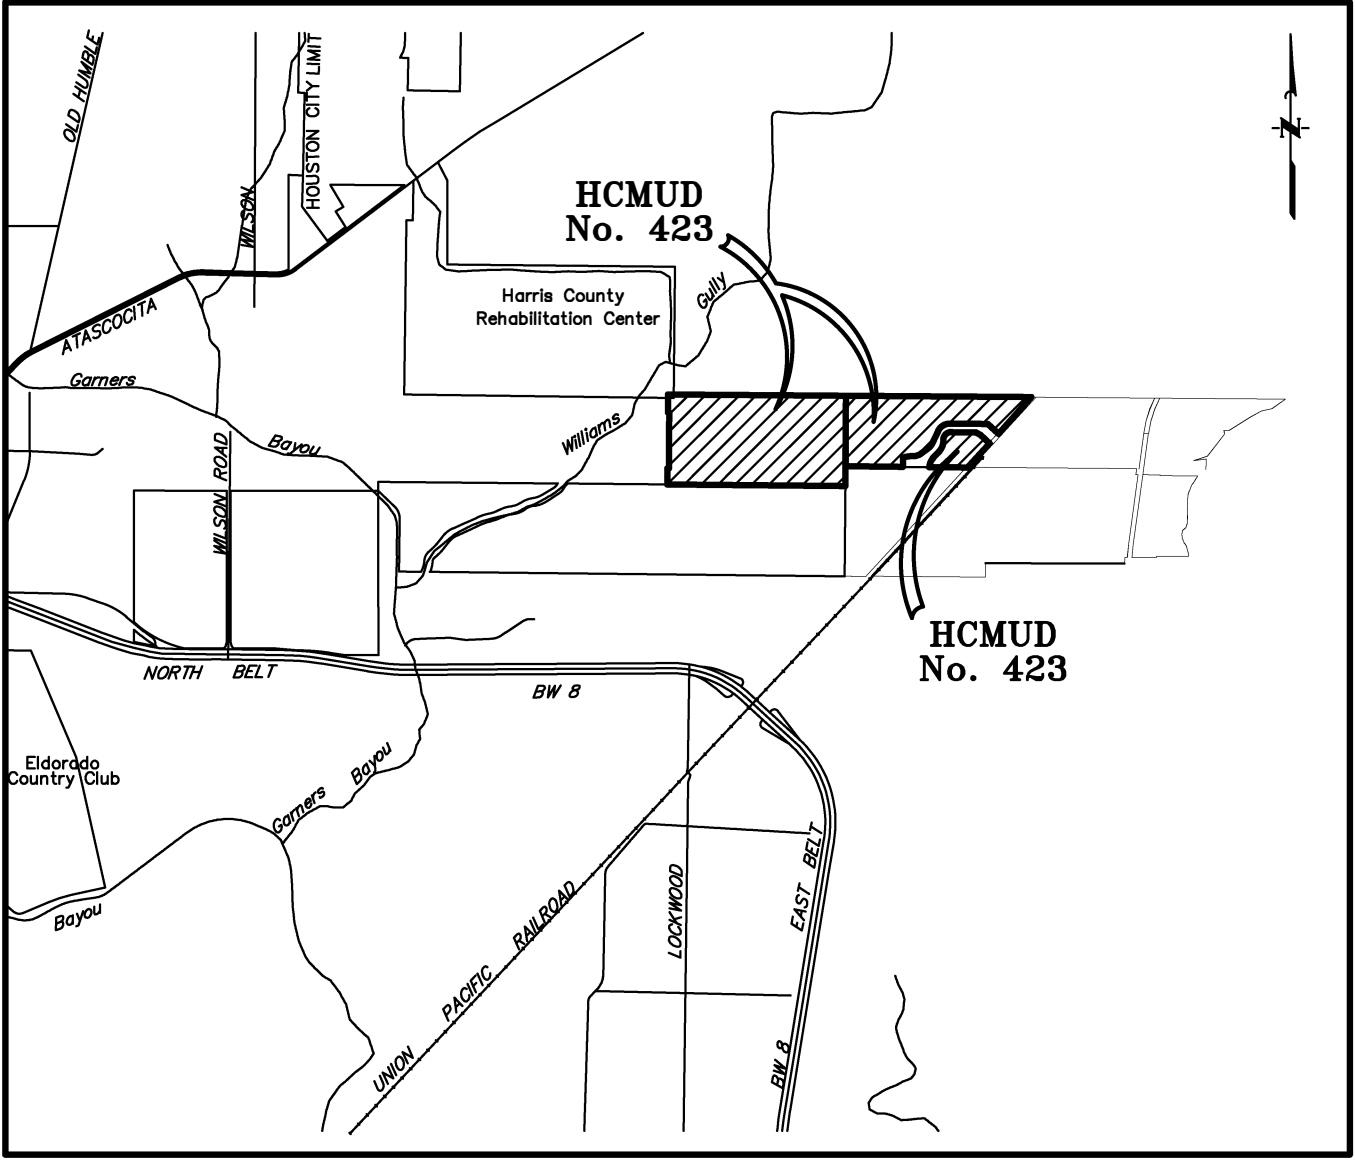 OLD HUMBLE
HOUSTON CITY LIMIT
WILSON
N
HCMUD
No. 423
Gully
Harris County
Rehabilitation Center
ATASCOCITA
Garners
Bayou
Williams
WILSON ROAD
HCMUD
No. 423
NORTH BELT
BW 8
Eldorado
Country Club
Garners Bayou
Bayou
EAST BELT
LOCKWOOD
UNION PACIFIC RAILROAD
BW 8